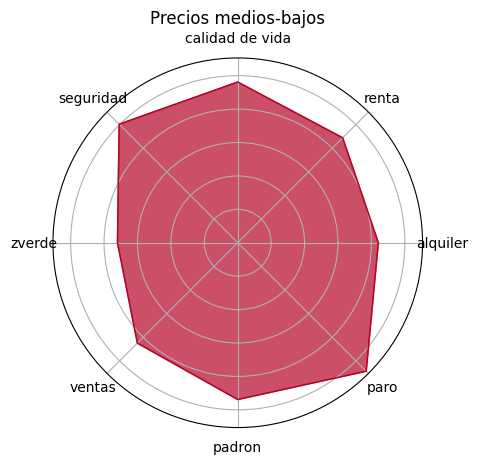 Precios medios-bajos
calidad de vida
seguridad
renta
zverde
alquiler
ventas
paro
padron